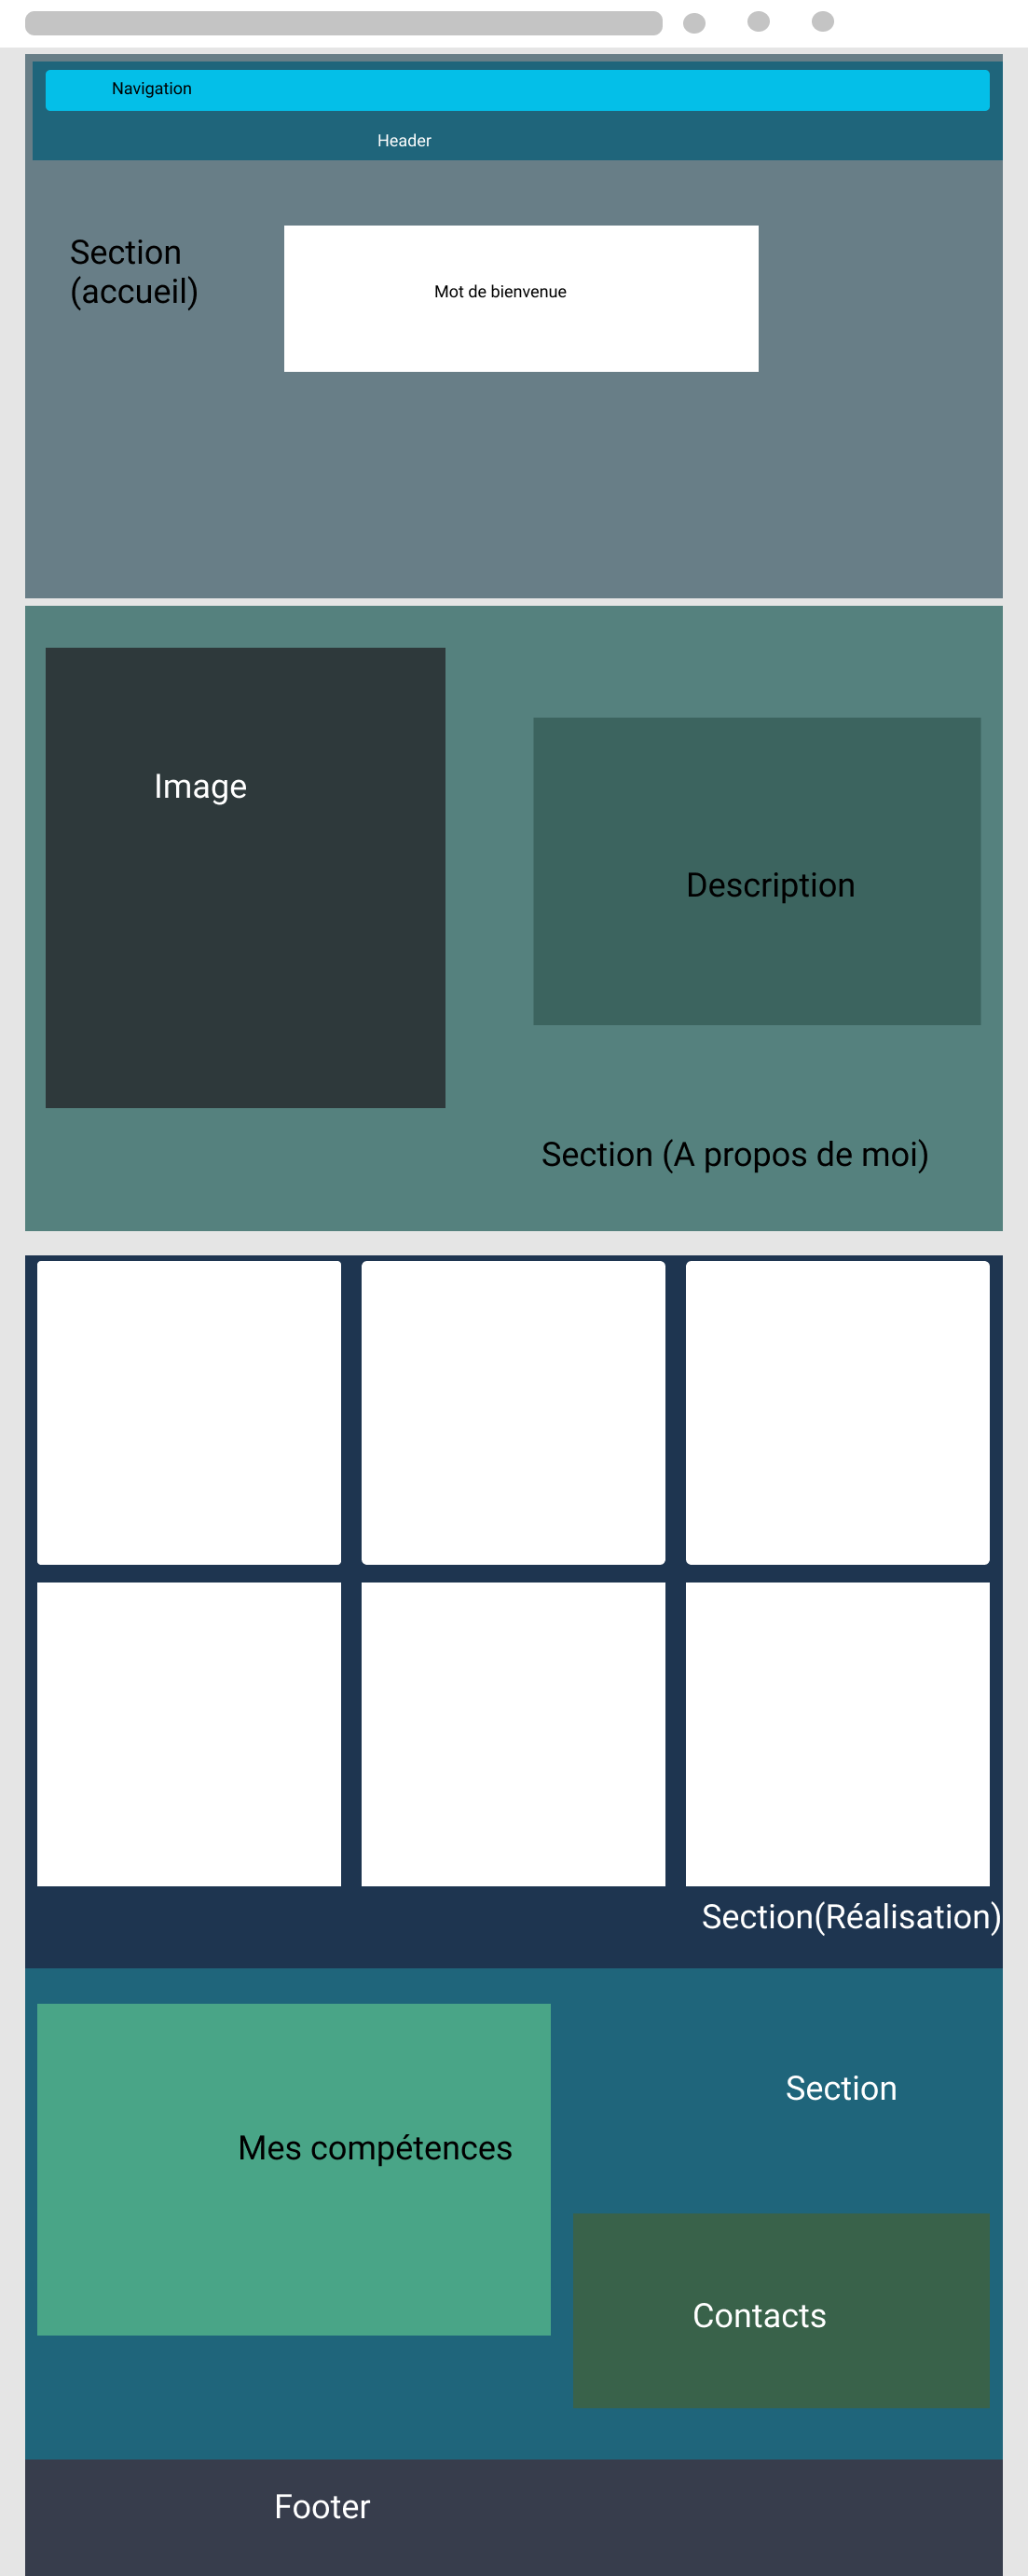 Navigation
Header
Section
(accueil)
Mot de bienvenue
Image
Description
Section (A propos de moi)
Section(Réalisation)
Section
Mes compétences
Contacts
Footer